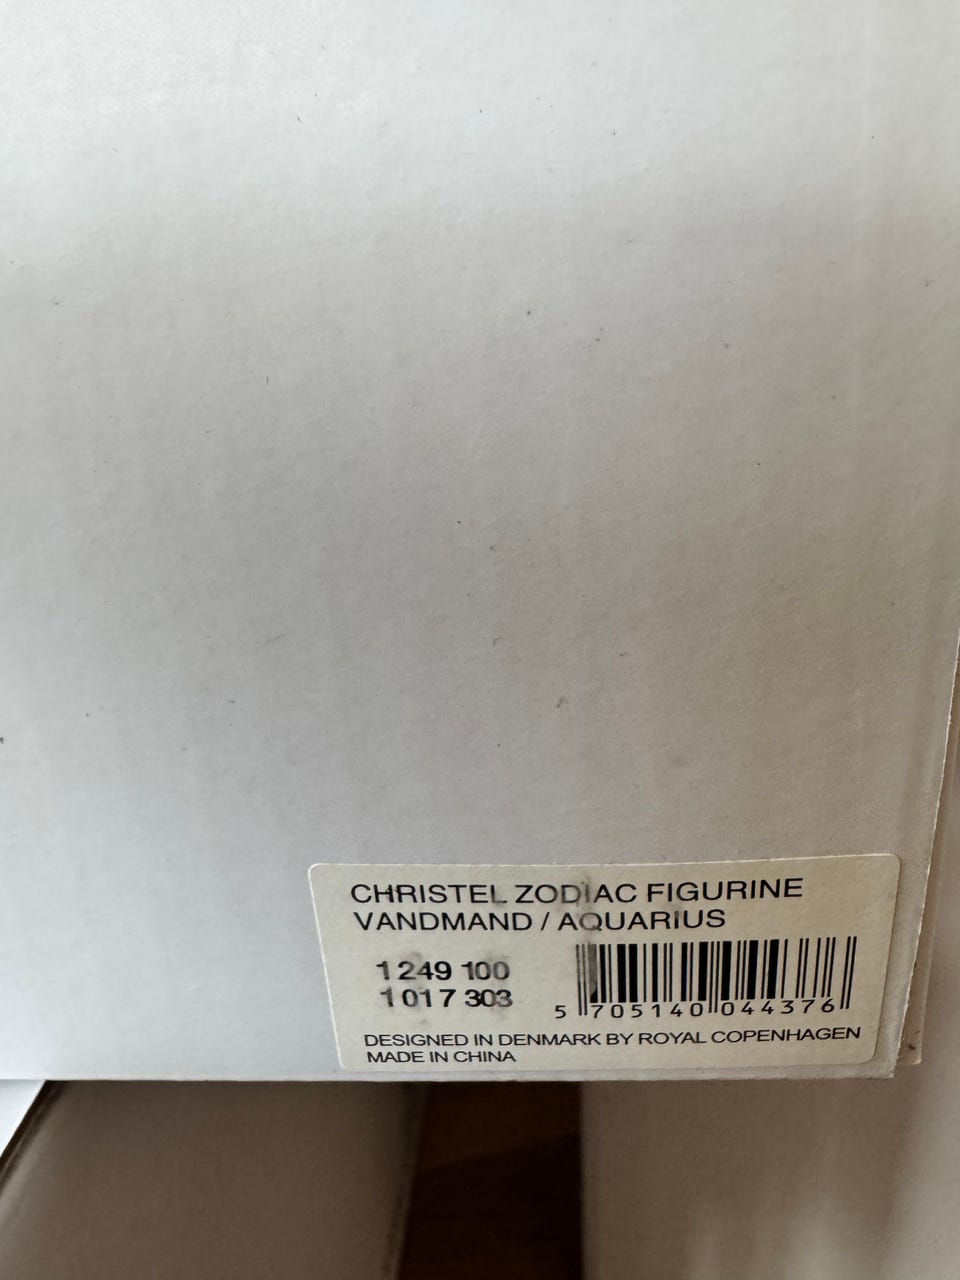 CHRISTEL ZODIAC FIGURINE
VANDMAND / AQUARIUS
1 249 100
1 017 303
5 705140 044376
DESIGNED IN DENMARK BY ROYAL COPENHAGEN
MADE IN CHINA